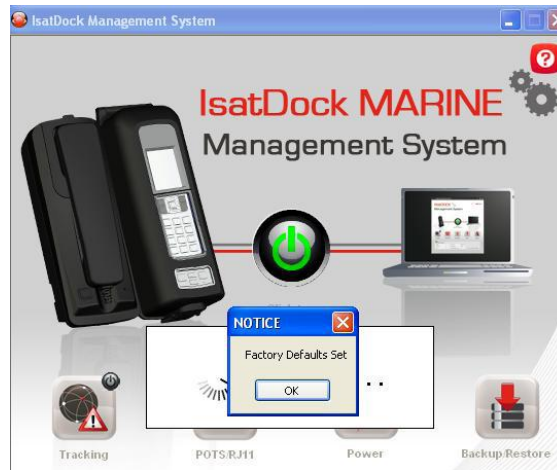 IsatDock Management System
IsatDock MARINE
Management System
NOTICE
Factory Defaults Set
OK
Tracking
POTS/RJ11
Power
Backup/Restore